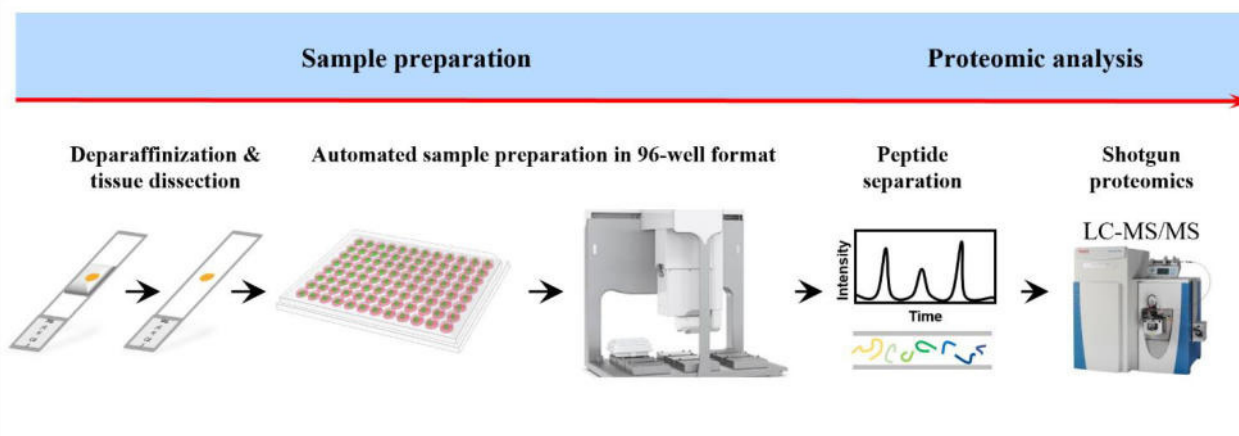 Sample preparation
Proteomic analysis
Deparaffinization &
tissue dissection
Automated sample preparation in 96-well format
Peptide
separation
Shotgun
proteomics
LC-MS/MS
Intensity
Time